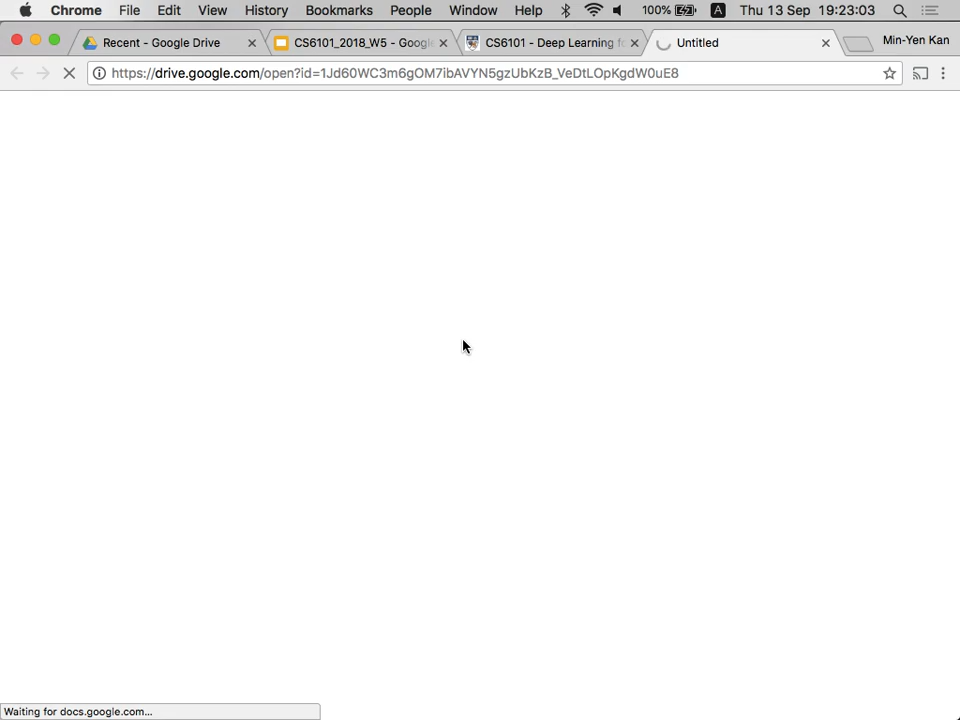 Chrome File Edit View History Bookmarks People Window Help 100% A Thu 13 Sep 19:23:03
Recent - Google Drive CS6101_2018_W5 - Google CS6101 - Deep Learning fo Untitled Min-Yen Kan
https://drive.google.com/open?id=1Jd60WC3m6gOM7ibAVYN5gzUbKzB_VeDtLOpKgdW0uE8
Waiting for docs.google.com...